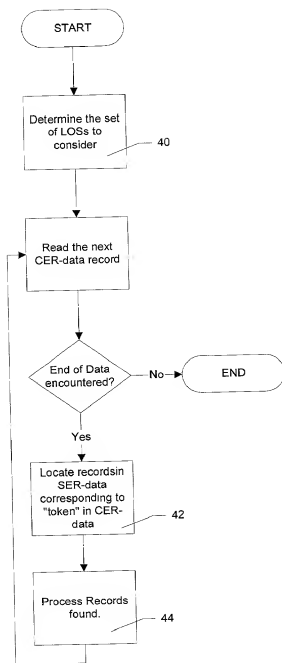 START
Determine the set
of LOSs to
consider
40
Read the next
CER-data record
End of Data
encountered?
No
END
Yes
Locate recordsin
SER-data
corresponding to
"token" in CER-
data
42
Process Records
found.
44